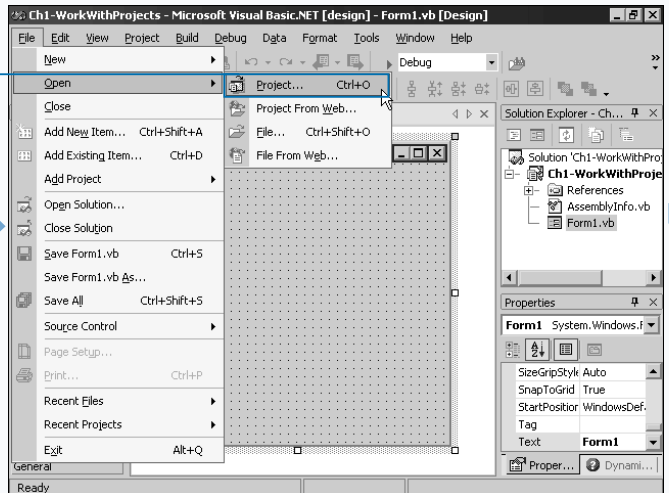 Ch1-WorkWithProjects - Microsoft Visual Basic.NET [design] - Form1.vb [Design]
File Edit View Project Build Debug Data Format Tools Window Help
Debug
New
Open
Close
Add New Item... Ctrl+Shift+A
Add Existing Item... Ctrl+D
Add Project
Open Solution...
Close Solution
Save Form1.vb Ctrl+S
Save Form1.vb As...
Save All Ctrl+Shift+S
Source Control
Page Setup...
Print... Ctrl+P
Recent Files
Recent Projects
Exit Alt+Q
Project... Ctrl+O
Project From Web...
File... Ctrl+Shift+O
File From Web...
General
Ready
Solution Explorer - Ch...
Solution 'Ch1-WorkWithProj
Ch1-WorkWithProje
References
AssemblyInfo.vb
Form1.vb
Properties
Form1 System.Windows.F
SizeGripStyle Auto
SnapToGrid True
StartPosition WindowsDef
Tag
Text Form1
Proper... Dynami...